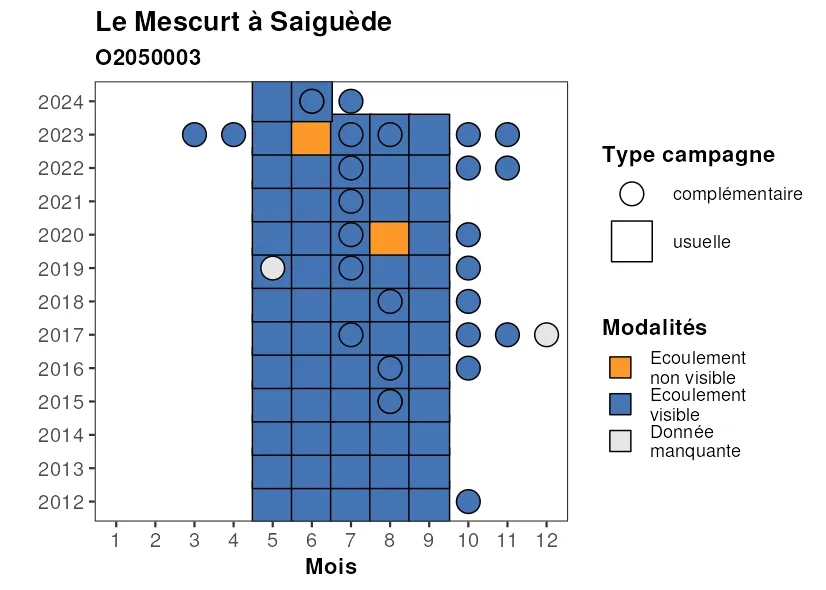 Le Mescurt à Saiguède
O2050003
2024
2023
2022
2021
2020
2019
2018
2017
2016
2015
2014
2013
2012
1 2 3 4 5 6 7 8 9 10 11 12
Mois
Type campagne
complémentaire
usuelle
Modalités
Ecoulement
non visible
Ecoulement
visible
Donnée
manquante